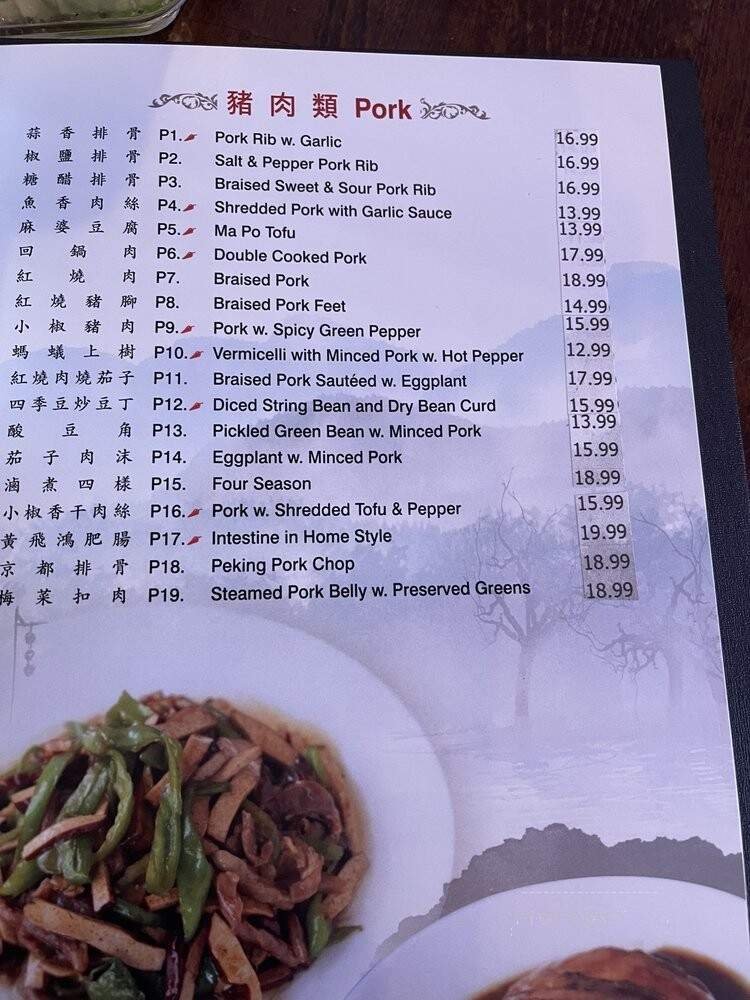 豬肉類 Pork
蒜香排骨 P1. Pork Rib w. Garlic 16.99
椒鹽排骨 P2. Salt & Pepper Pork Rib 16.99
糖醋排骨 P3. Braised Sweet & Sour Pork Rib 16.99
魚香肉絲 P4. Shredded Pork with Garlic Sauce 13.99
麻婆豆腐 P5. Ma Po Tofu 13.99
回鍋肉 P6. Double Cooked Pork 17.99
紅燒肉 P7. Braised Pork 18.99
紅燒豬腳 P8. Braised Pork Feet 14.99
小椒豬肉 P9. Pork w. Spicy Green Pepper 15.99
螞蟻上樹 P10. Vermicelli with Minced Pork w. Hot Pepper 12.99
紅燒肉燒茄子 P11. Braised Pork Sautéed w. Eggplant 17.99
四季豆炒豆丁 P12. Diced String Bean and Dry Bean Curd 15.99
酸豆角 P13. Pickled Green Bean w. Minced Pork 13.99
茄子肉沫 P14. Eggplant w. Minced Pork 15.99
滷煮四樣 P15. Four Season 18.99
小椒香干肉絲 P16. Pork w. Shredded Tofu & Pepper 15.99
黃飛鴻肥腸 P17. Intestine in Home Style 19.99
京都排骨 P18. Peking Pork Chop 18.99
梅菜扣肉 P19. Steamed Pork Belly w. Preserved Greens 18.99